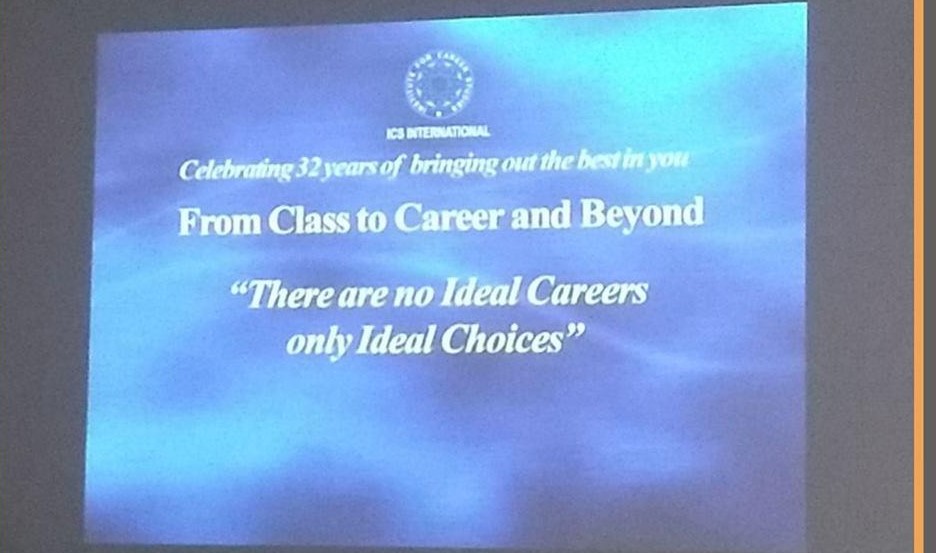 INSTITUTE FOR CAREER STUDIES
ICS INTERNATIONAL
Celebrating 32 years of bringing out the best in you
From Class to Career and Beyond
“There are no Ideal Careers
only Ideal Choices”